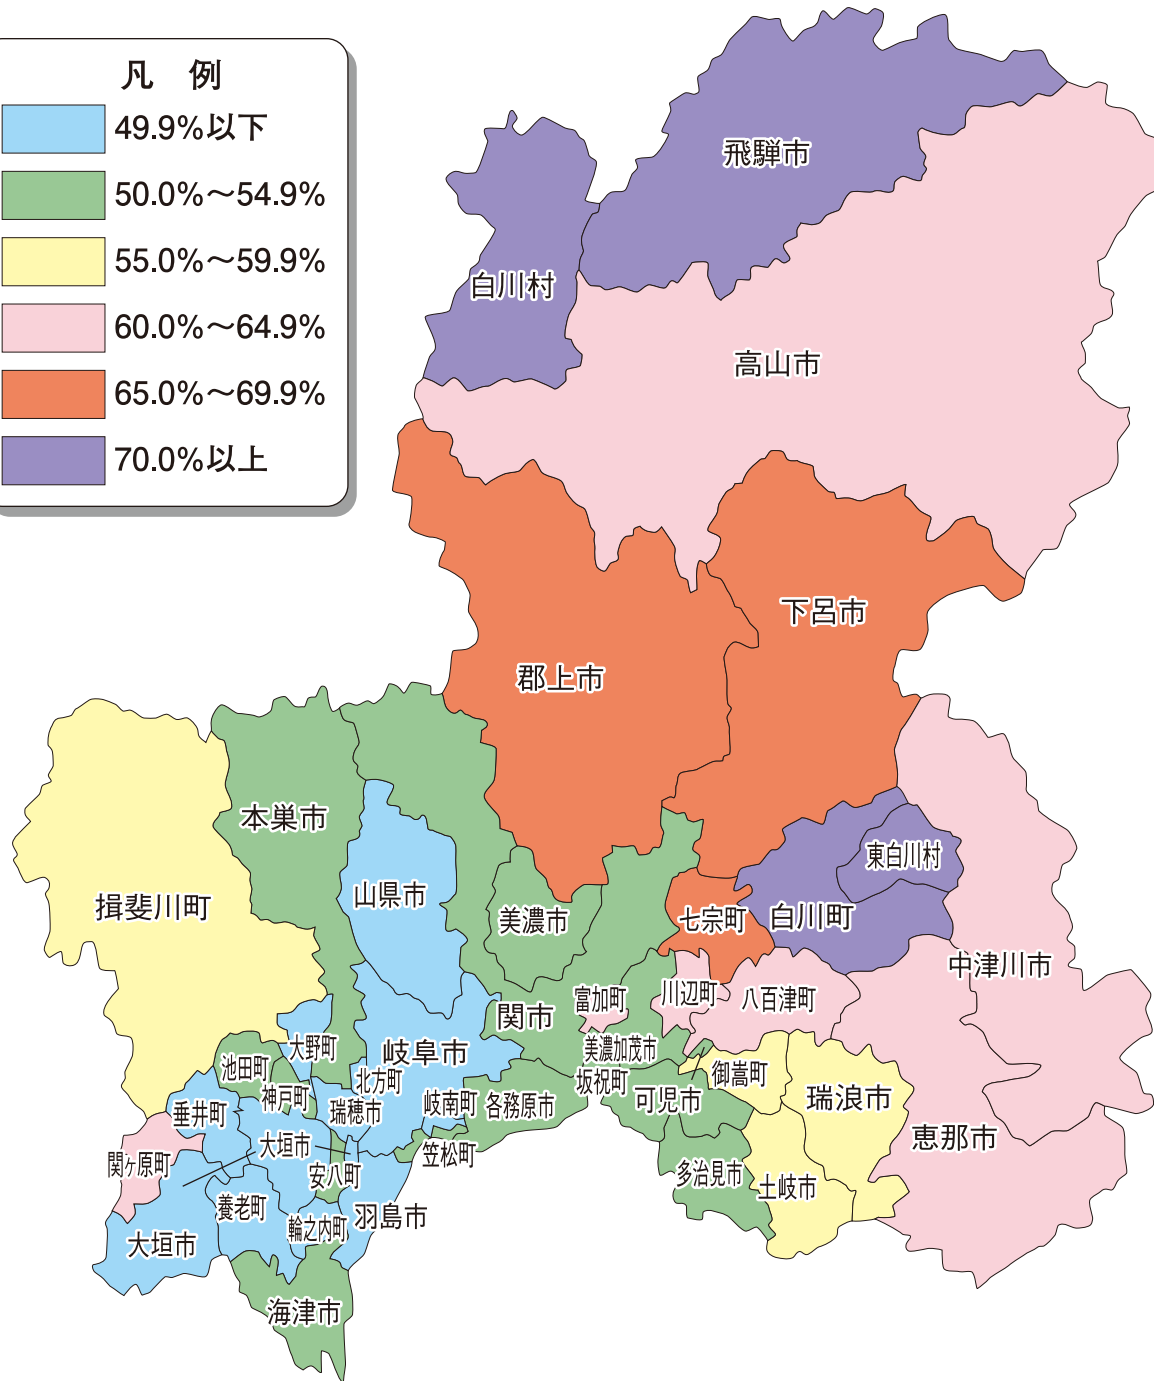 凡 例
49.9%以下
50.0%～54.9%
55.0%～59.9%
60.0%～64.9%
65.0%～69.9%
70.0%以上
飛騨市
白川村
高山市
下呂市
郡上市
本巣市
東白川村
山県市
揖斐川町
美濃市
七宗町
白川町
中津川市
富加町
川辺町
八百津町
関市
大野町
岐阜市
美濃加茂市
池田町
北方町
坂祝町
御嵩町
神戸町
瑞穂市
岐南町
各務原市
可児市
瑞浪市
垂井町
大垣市
笠松町
恵那市
関ヶ原町
安八町
多治見市
土岐市
養老町
輪之内町
羽島市
大垣市
海津市